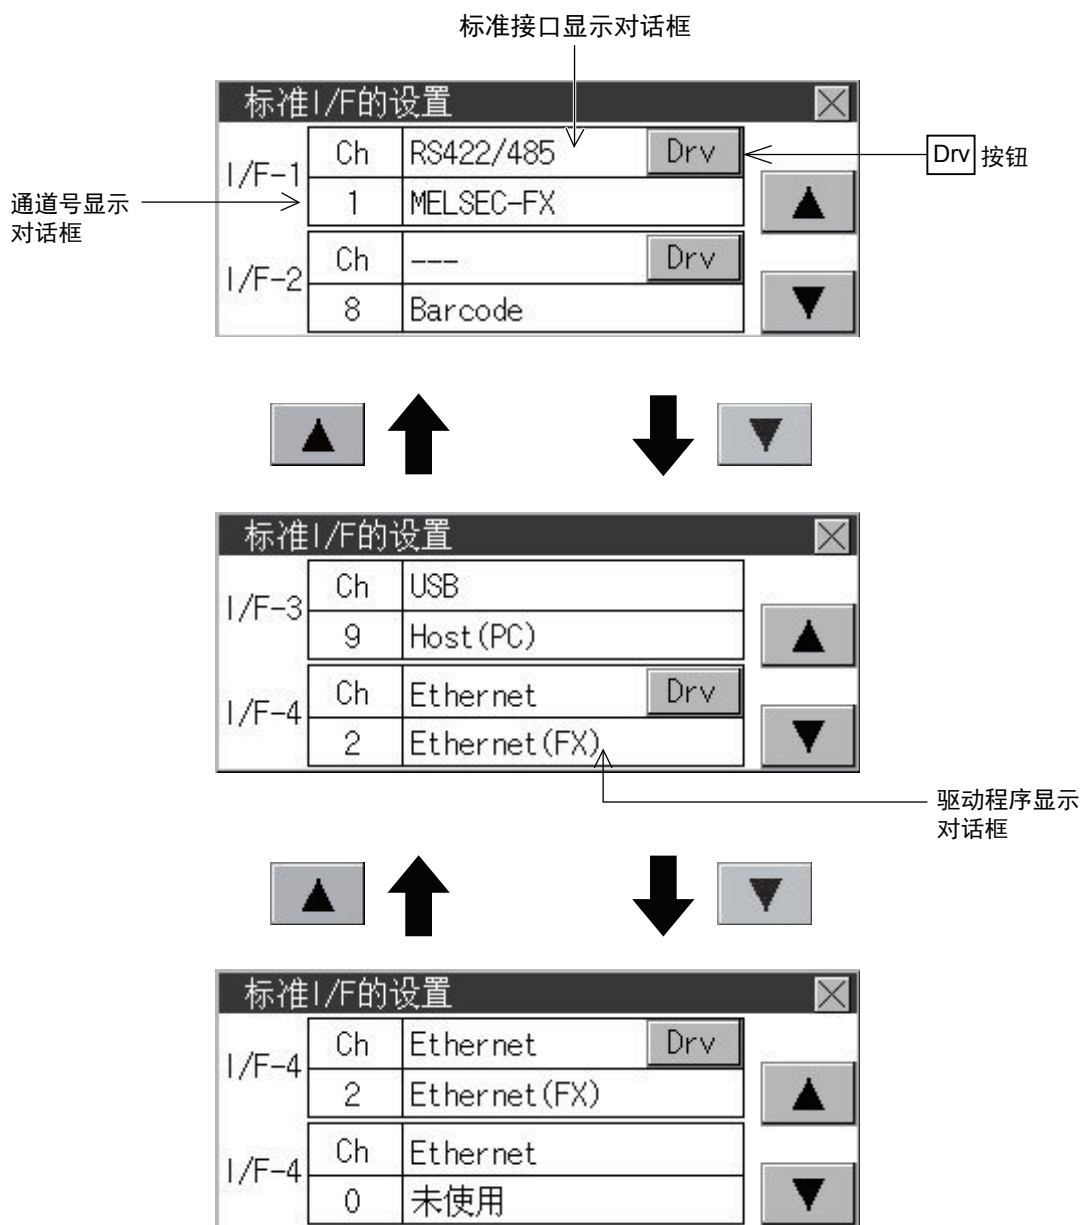 标准接口显示对话框
标准I/F的设置
I/F-1
Ch
RS422/485
Drv
1
MELSEC-FX
Drv 按钮
通道号显示
对话框
I/F-2
Ch
---
Drv
8
Barcode
标准I/F的设置
I/F-3
Ch
USB
9
Host(PC)
I/F-4
Ch
Ethernet
Drv
2
Ethernet(FX)
驱动程序显示
对话框
标准I/F的设置
I/F-4
Ch
Ethernet
Drv
2
Ethernet(FX)
I/F-4
Ch
Ethernet
0
未使用